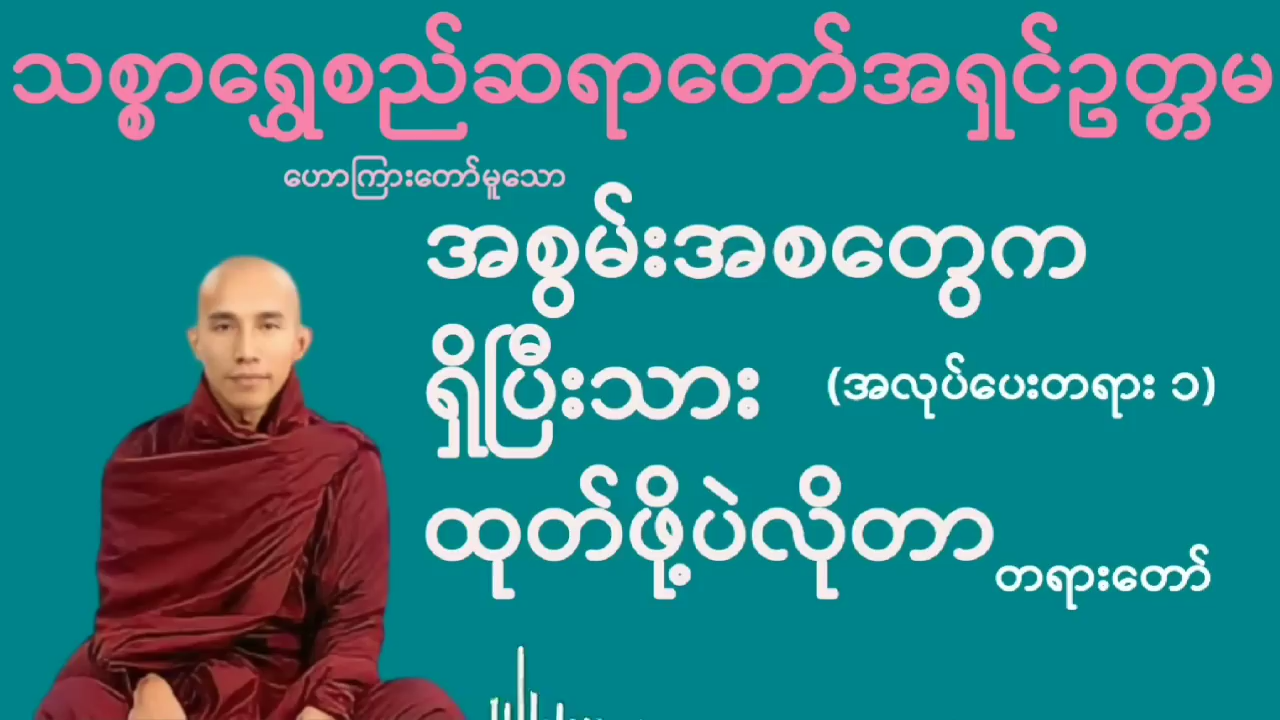 သစ္စာရွှေစည်ဆရာတော်အရှင်ဥတ္တမ
ဟောကြားတော်မူသော
အစွမ်းအစတွေက
ရှိပြီးသား (အလုပ်ပေးတရား ၁)
ထုတ်ဖို့ပဲလိုတာ
တရားတော်